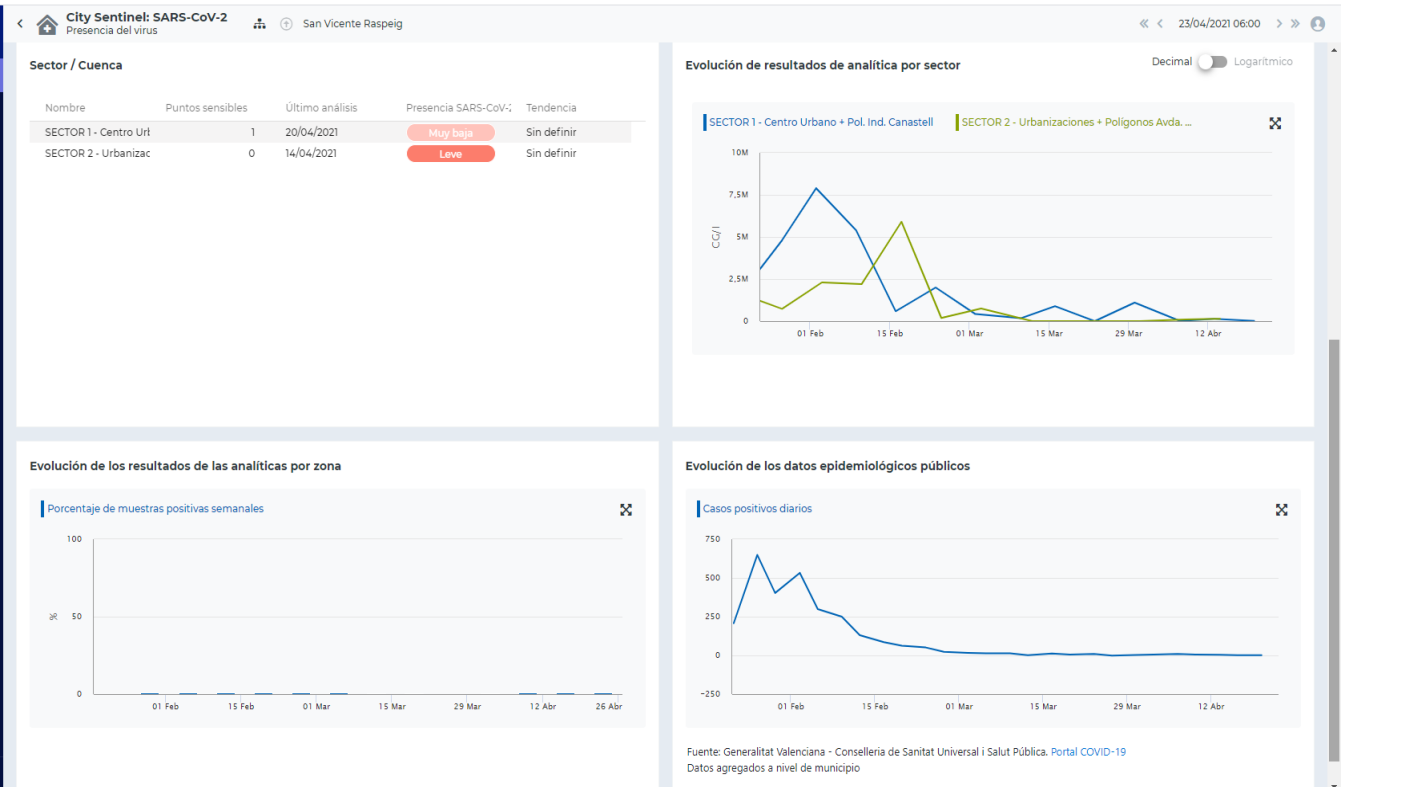 City Sentinel: SARS-CoV-2
Presencia del virus
San Vicente Raspeig
23/04/2021 06:00
Sector / Cuenca
Nombre Puntos sensibles Último análisis Presencia SARS-CoV-2 Tendencia
SECTOR 1 - Centro Url 1 20/04/2021 Muy baja Sin definir
SECTOR 2 - Urbanizac 0 14/04/2021 Leve Sin definir
Evolución de resultados de analítica por sector
Decimal Logarítmico
SECTOR 1 - Centro Urbano + Pol. Ind. Canastell SECTOR 2 - Urbanizaciones + Polígonos Avda. ...
10M
7,5M
5M
2,5M
0
CG/l
01 Feb 15 Feb 01 Mar 15 Mar 29 Mar 12 Abr
Evolución de los resultados de las analíticas por zona
Porcentaje de muestras positivas semanales
100
50
0
%
01 Feb 15 Feb 01 Mar 15 Mar 29 Mar 12 Abr 26 Abr
Evolución de los datos epidemiológicos públicos
Casos positivos diarios
750
500
250
0
-250
01 Feb 15 Feb 01 Mar 15 Mar 29 Mar 12 Abr
Fuente: Generalitat Valenciana - Conselleria de Sanitat Universal i Salut Pública. Portal COVID-19
Datos agregados a nivel de municipio